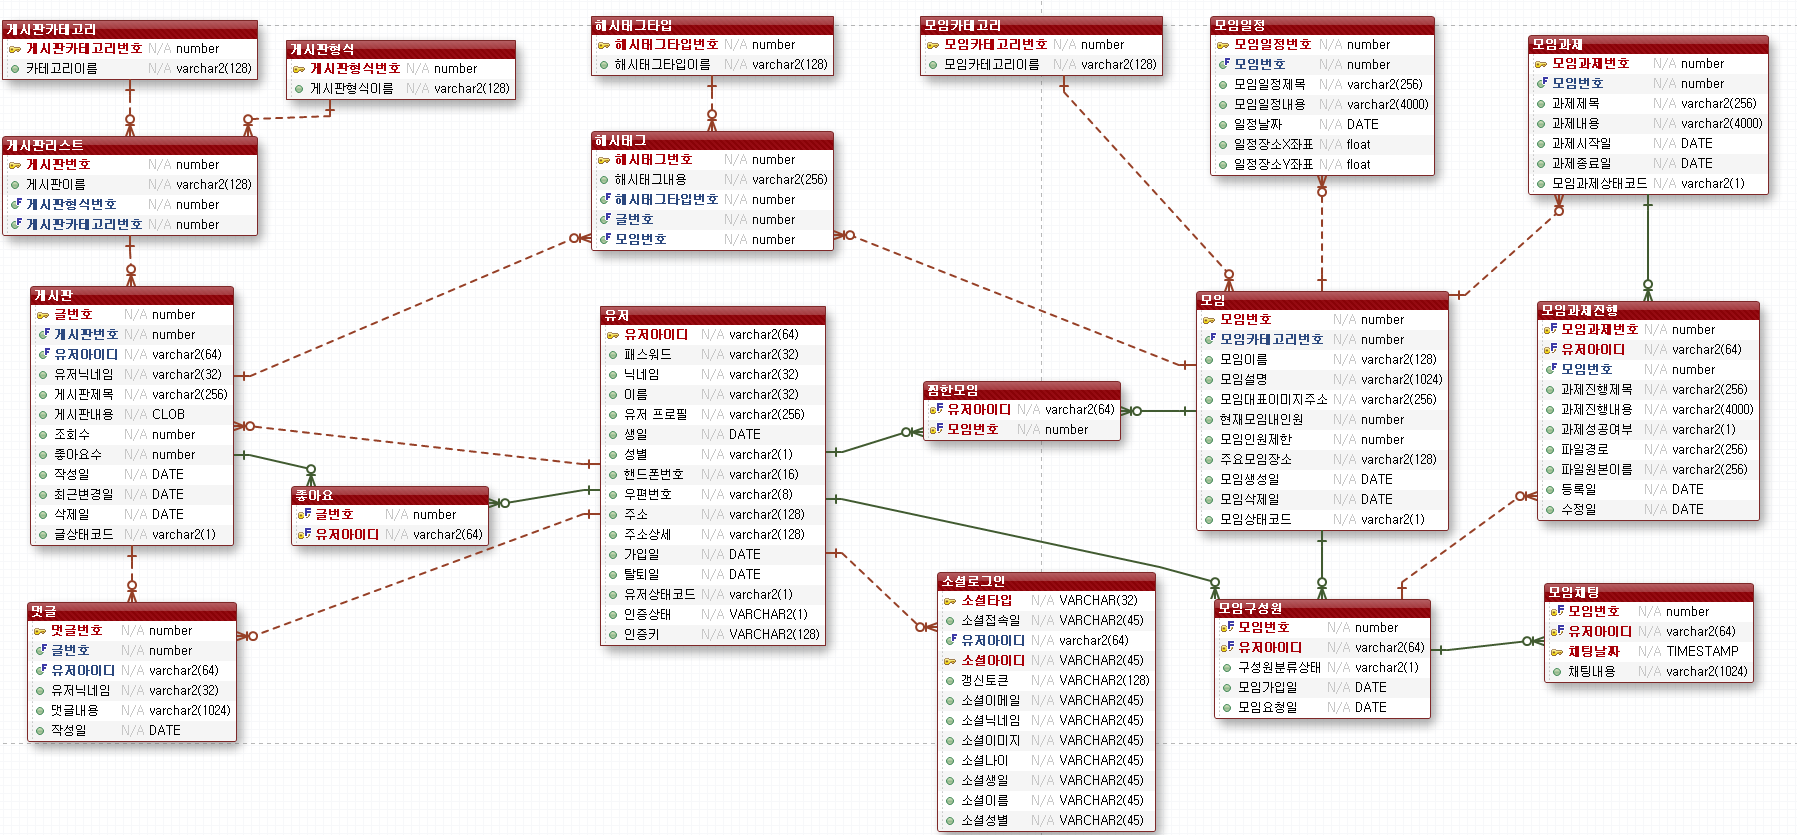 게시판카테고리
게시판카테고리번호 N/A number
카테고리이름 N/A varchar2(128)
게시판형식
게시판형식번호 N/A number
게시판형식이름 N/A varchar2(128)
해시태그타입
해시태그타입번호 N/A number
해시태그타입이름 N/A varchar2(128)
모임카테고리
모임카테고리번호 N/A number
모임카테고리이름 N/A varchar2(128)
모임일정
모임일정번호 N/A number
모임번호 N/A number
모임일정제목 N/A varchar2(256)
모임일정내용 N/A varchar2(4000)
일정날짜 N/A DATE
일정장소X좌표 N/A float
일정장소Y좌표 N/A float
모임과제
모임과제번호 N/A number
모임번호 N/A number
과제제목 N/A varchar2(256)
과제내용 N/A varchar2(4000)
과제시작일 N/A DATE
과제종료일 N/A DATE
모임과제상태코드 N/A varchar2(1)
게시판리스트
게시판번호 N/A number
게시판이름 N/A varchar2(128)
게시판형식번호 N/A number
게시판카테고리번호 N/A number
해시태그
해시태그번호 N/A number
해시태그내용 N/A varchar2(256)
해시태그타입번호 N/A number
글번호 N/A number
모임번호 N/A number
게시판
글번호 N/A number
게시판번호 N/A number
유저아이디 N/A varchar2(64)
유저닉네임 N/A varchar2(32)
게시판제목 N/A varchar2(256)
게시판내용 N/A CLOB
조회수 N/A number
좋아요수 N/A number
작성일 N/A DATE
최근변경일 N/A DATE
삭제일 N/A DATE
글상태코드 N/A varchar2(1)
유저
유저아이디 N/A varchar2(64)
패스워드 N/A varchar2(32)
닉네임 N/A varchar2(32)
이름 N/A varchar2(32)
유저 프로필 N/A varchar2(256)
생일 N/A DATE
성별 N/A varchar2(1)
핸드폰번호 N/A varchar2(16)
우편번호 N/A varchar2(8)
주소 N/A varchar2(128)
주소상세 N/A varchar2(128)
가입일 N/A DATE
탈퇴일 N/A DATE
유저상태코드 N/A varchar2(1)
인증상태 N/A VARCHAR2(1)
인증키 N/A VARCHAR2(128)
모임
모임번호 N/A number
모임카테고리번호 N/A number
모임이름 N/A varchar2(128)
모임설명 N/A varchar2(1024)
모임대표이미지주소 N/A varchar2(256)
현재모임내인원 N/A number
모임인원제한 N/A number
주요모임장소 N/A varchar2(128)
모임생성일 N/A DATE
모임삭제일 N/A DATE
모임상태코드 N/A varchar2(1)
모임과제진행
모임과제번호 N/A number
유저아이디 N/A varchar2(64)
모임번호 N/A number
과제진행제목 N/A varchar2(256)
과제진행내용 N/A varchar2(4000)
과제성공여부 N/A varchar2(1)
파일경로 N/A varchar2(256)
파일원본이름 N/A varchar2(256)
등록일 N/A DATE
수정일 N/A DATE
찜한모임
유저아이디 N/A varchar2(64)
모임번호 N/A number
좋아요
글번호 N/A number
유저아이디 N/A varchar2(64)
댓글
댓글번호 N/A number
글번호 N/A number
유저아이디 N/A varchar2(64)
유저닉네임 N/A varchar2(32)
댓글내용 N/A varchar2(1024)
작성일 N/A DATE
소셜로그인
소셜타입 N/A VARCHAR(32)
소셜접속일 N/A VARCHAR2(45)
유저아이디 N/A varchar2(64)
소셜아이디 N/A VARCHAR2(45)
갱신토큰 N/A VARCHAR2(128)
소셜이메일 N/A VARCHAR2(45)
소셜닉네임 N/A VARCHAR2(45)
소셜이미지 N/A VARCHAR2(45)
소셜나이 N/A VARCHAR2(45)
소셜생일 N/A VARCHAR2(45)
소셜이름 N/A VARCHAR2(45)
소셜성별 N/A VARCHAR2(45)
모임구성원
모임번호 N/A number
유저아이디 N/A varchar2(64)
구성원분류상태 N/A varchar2(1)
모임가입일 N/A DATE
모임요청일 N/A DATE
모임채팅
모임번호 N/A number
유저아이디 N/A varchar2(64)
채팅날짜 N/A TIMESTAMP
채팅내용 N/A varchar2(1024)